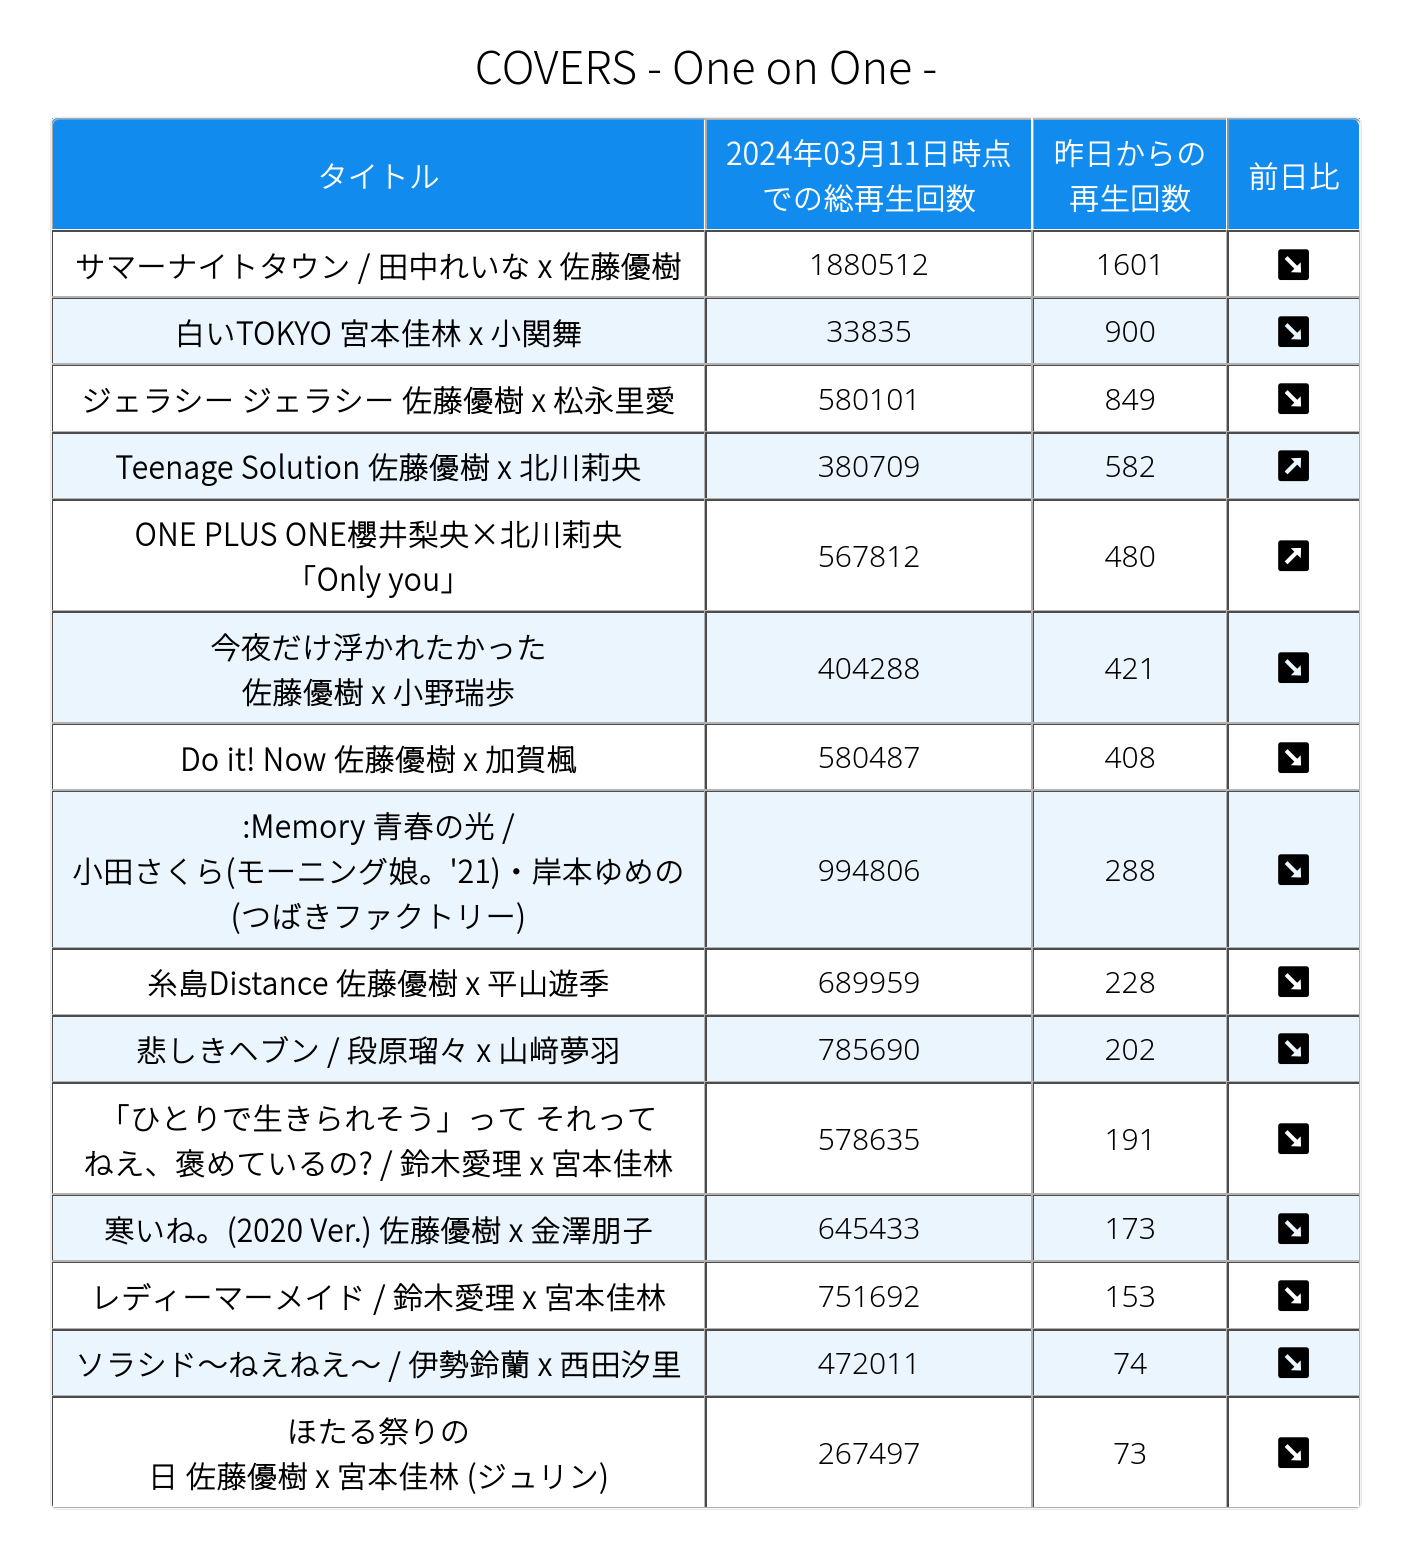 COVERS - One on One -
タイトル
2024年03月11日時点
での総再生回数
昨日からの
再生回数
前日比
サマーナイトタウン / 田中れいな x 佐藤優樹
1880512
1601
白いTOKYO 宮本佳林 x 小関舞
33835
900
ジェラシー ジェラシー 佐藤優樹 x 松永里愛
580101
849
Teenage Solution 佐藤優樹 x 北川莉央
380709
582
ONE PLUS ONE櫻井梨央×北川莉央
「Only you」
567812
480
今夜だけ浮かれたかった
佐藤優樹 x 小野瑞歩
404288
421
Do it! Now 佐藤優樹 x 加賀楓
580487
408
:Memory 青春の光 /
小田さくら(モーニング娘。'21)・岸本ゆめの
(つばきファクトリー)
994806
288
糸島Distance 佐藤優樹 x 平山遊季
689959
228
悲しきヘブン / 段原瑠々 x 山﨑夢羽
785690
202
「ひとりで生きられそう」って それって
ねえ、褒めているの? / 鈴木愛理 x 宮本佳林
578635
191
寒いね。(2020 Ver.) 佐藤優樹 x 金澤朋子
645433
173
レディーマーメイド / 鈴木愛理 x 宮本佳林
751692
153
ソラシド〜ねえねえ〜 / 伊勢鈴蘭 x 西田汐里
472011
74
ほたる祭りの
日 佐藤優樹 x 宮本佳林 (ジュリン)
267497
73